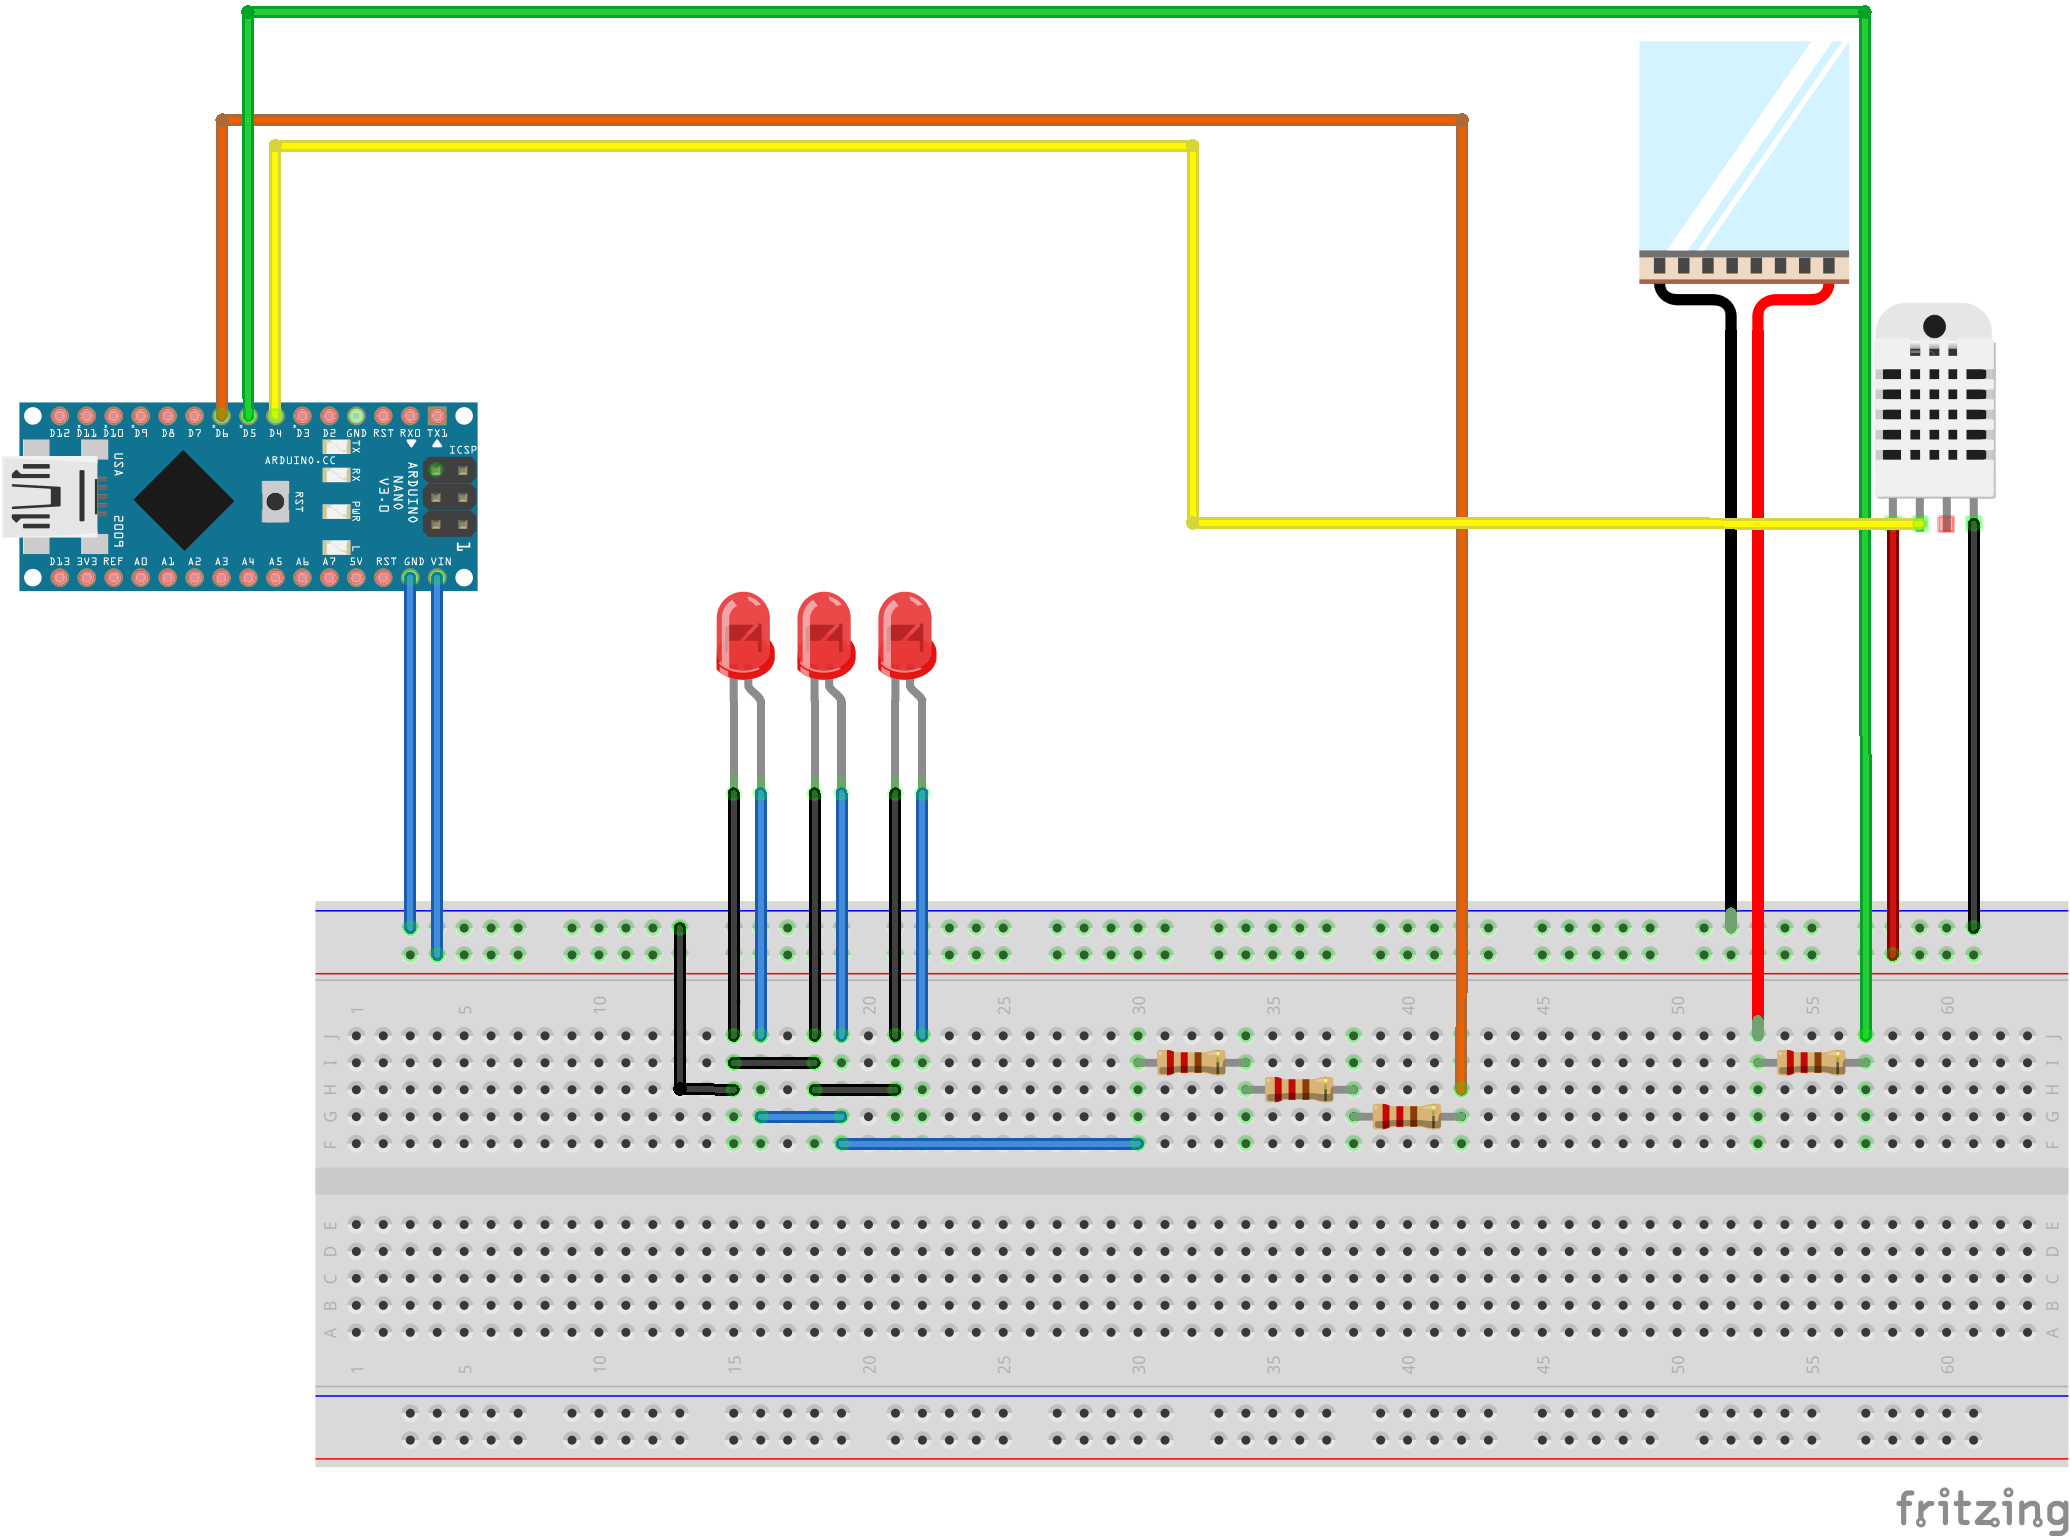 D12 D11 D10 D9 D8 D7 D6 D5 D4 D3 D2 GND RST RX0 TX1
TX
ICSP
USA
ARDUINO.CC
RX
RST
ARDUINO
NANO
V3.0
PWR
2009
L
1
D13 3V3 REF A0 A1 A2 A3 A4 A5 A6 A7 5V RST GND VIN
1 5 10 15 20 25 30 35 40 45 50 55 60
J J
I I
H H
G G
F F
E E
D D
C C
B B
A A
1 5 10 15 20 25 30 35 40 45 50 55 60
fritzing